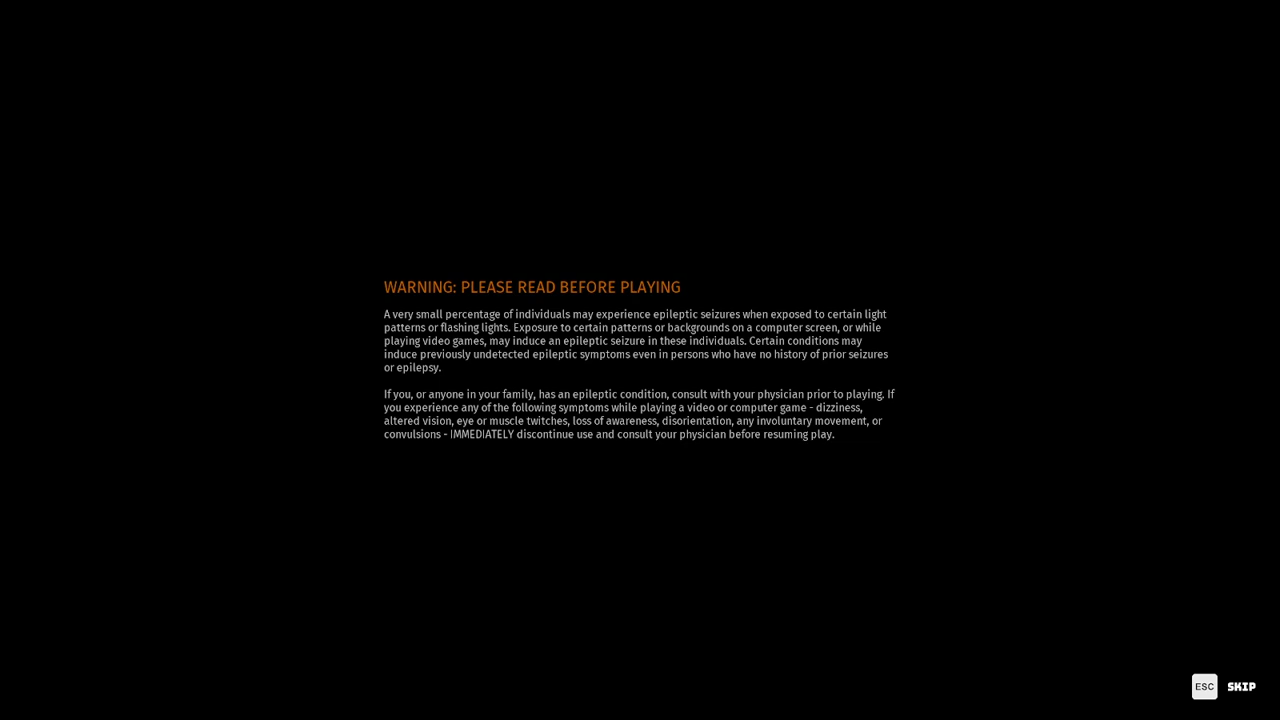 WARNING: PLEASE READ BEFORE PLAYING
A very small percentage of individuals may experience epileptic seizures when exposed to certain light
patterns or flashing lights. Exposure to certain patterns or backgrounds on a computer screen, or while
playing video games, may induce an epileptic seizure in these individuals. Certain conditions may
induce previously undetected epileptic symptoms even in persons who have no history of prior seizures
or epilepsy.
If you, or anyone in your family, has an epileptic condition, consult with your physician prior to playing. If
you experience any of the following symptoms while playing a video or computer game - dizziness,
altered vision, eye or muscle twitches, loss of awareness, disorientation, any involuntary movement, or
convulsions - IMMEDIATELY discontinue use and consult your physician before resuming play.
ESC SKIP